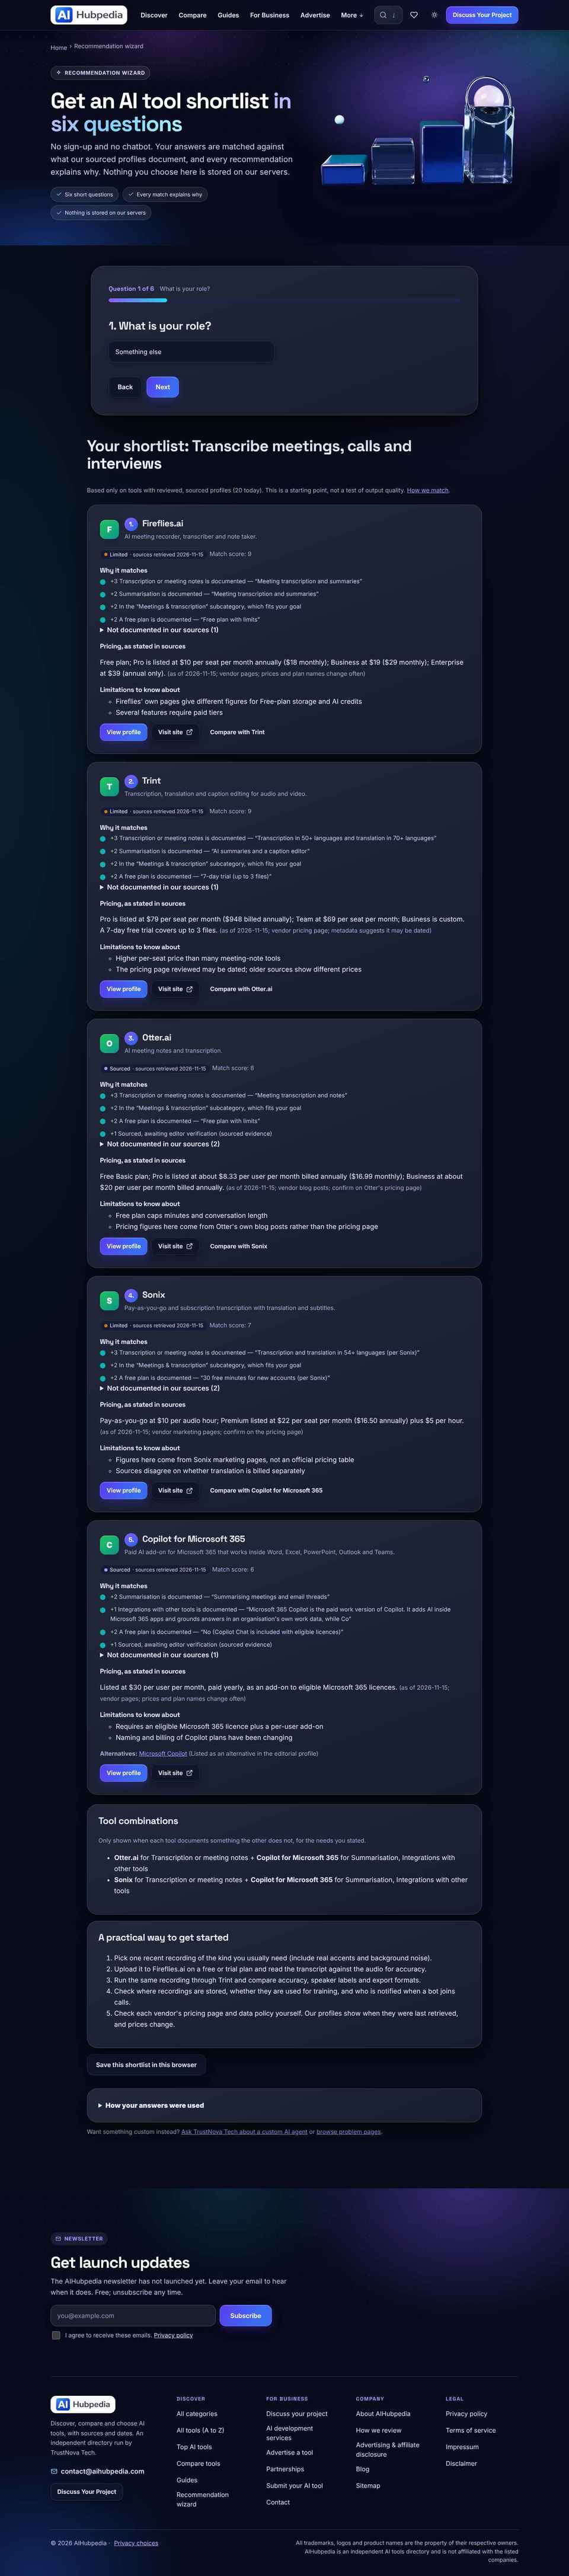 AI Hubpedia
Discover Compare Guides For Business Advertise More ↓
Discuss Your Project
Home › Recommendation wizard
RECOMMENDATION WIZARD
Get an AI tool shortlist in
six questions
No sign-up and no chatbot. Your answers are matched against
what our sourced profiles document, and every recommendation
explains why. Nothing you choose here is stored on our servers.
Six short questions
Every match explains why
Nothing is stored on our servers
Question 1 of 6 What is your role?
1. What is your role?
Something else
Back Next
Your shortlist: Transcribe meetings, calls and
interviews
Based only on tools with reviewed, sourced profiles (20 today). This is a starting point, not a test of output quality. How we match.
F 1. Fireflies.ai
AI meeting recorder, transcriber and note taker.
Limited · sources retrieved 2026-11-15 Match score: 9
Why it matches
+3 Transcription or meeting notes is documented — “Meeting transcription and summaries”
+2 Summarisation is documented — “Meeting transcription and summaries”
+2 In the “Meetings & transcription” subcategory, which fits your goal
+2 A free plan is documented — “Free plan with limits”
▶ Not documented in our sources (1)
Pricing, as stated in sources
Free plan; Pro is listed at $10 per seat per month annually ($18 monthly); Business at $19 ($29 monthly); Enterprise
at $39 (annual only). (as of 2026-11-15; vendor pages; prices and plan names change often)
Limitations to know about
Fireflies' own pages give different figures for Free-plan storage and AI credits
Several features require paid tiers
View profile Visit site Compare with Trint
T 2. Trint
Transcription, translation and caption editing for audio and video.
Limited · sources retrieved 2026-11-15 Match score: 9
Why it matches
+3 Transcription or meeting notes is documented — “Transcription in 50+ languages and translation in 70+ languages”
+2 Summarisation is documented — “AI summaries and a caption editor”
+2 In the “Meetings & transcription” subcategory, which fits your goal
+2 A free plan is documented — “7-day trial (up to 3 files)”
▶ Not documented in our sources (1)
Pricing, as stated in sources
Pro is listed at $79 per seat per month ($948 billed annually); Team at $69 per seat per month; Business is custom.
A 7-day free trial covers up to 3 files. (as of 2026-11-15; vendor pricing page; metadata suggests it may be dated)
Limitations to know about
Higher per-seat price than many meeting-note tools
The pricing page reviewed may be dated; older sources show different prices
View profile Visit site Compare with Otter.ai
O 3. Otter.ai
AI meeting notes and transcription.
Sourced · sources retrieved 2026-11-15 Match score: 8
Why it matches
+3 Transcription or meeting notes is documented — “Meeting transcription and notes”
+2 In the “Meetings & transcription” subcategory, which fits your goal
+2 A free plan is documented — “Free plan with limits”
+1 Sourced, awaiting editor verification (sourced evidence)
▶ Not documented in our sources (2)
Pricing, as stated in sources
Free Basic plan; Pro is listed at about $8.33 per user per month billed annually ($16.99 monthly); Business at about
$20 per user per month billed annually. (as of 2026-11-15; vendor blog posts; confirm on Otter's pricing page)
Limitations to know about
Free plan caps minutes and conversation length
Pricing figures here come from Otter's own blog posts rather than the pricing page
View profile Visit site Compare with Sonix
S 4. Sonix
Pay-as-you-go and subscription transcription with translation and subtitles.
Limited · sources retrieved 2026-11-15 Match score: 7
Why it matches
+3 Transcription or meeting notes is documented — “Transcription and translation in 54+ languages (per Sonix)”
+2 In the “Meetings & transcription” subcategory, which fits your goal
+2 A free plan is documented — “30 free minutes for new accounts (per Sonix)”
▶ Not documented in our sources (2)
Pricing, as stated in sources
Pay-as-you-go at $10 per audio hour; Premium listed at $22 per seat per month ($16.50 annually) plus $5 per hour.
(as of 2026-11-15; vendor marketing pages; confirm on the pricing page)
Limitations to know about
Figures here come from Sonix marketing pages, not an official pricing table
Sources disagree on whether translation is billed separately
View profile Visit site Compare with Copilot for Microsoft 365
C 5. Copilot for Microsoft 365
Paid AI add-on for Microsoft 365 that works inside Word, Excel, PowerPoint, Outlook and Teams.
Sourced · sources retrieved 2026-11-15 Match score: 6
Why it matches
+2 Summarisation is documented — “Summarising meetings and email threads”
+1 Integrations with other tools is documented — “Microsoft 365 Copilot is the paid work version of Copilot. It adds AI inside
Microsoft 365 apps and grounds answers in an organisation's own work data, while Co”
+2 A free plan is documented — “No (Copilot Chat is included with eligible licences)”
+1 Sourced, awaiting editor verification (sourced evidence)
▶ Not documented in our sources (1)
Pricing, as stated in sources
Listed at $30 per user per month, paid yearly, as an add-on to eligible Microsoft 365 licences. (as of 2026-11-15;
vendor pages; prices and plan names change often)
Limitations to know about
Requires an eligible Microsoft 365 licence plus a per-user add-on
Naming and billing of Copilot plans have been changing
Alternatives: Microsoft Copilot (Listed as an alternative in the editorial profile)
View profile Visit site
Tool combinations
Only shown when each tool documents something the other does not, for the needs you stated.
Otter.ai for Transcription or meeting notes + Copilot for Microsoft 365 for Summarisation, Integrations with
other tools
Sonix for Transcription or meeting notes + Copilot for Microsoft 365 for Summarisation, Integrations with other
tools
A practical way to get started
1. Pick one recent recording of the kind you usually need (include real accents and background noise).
2. Upload it to Fireflies.ai on a free or trial plan and read the transcript against the audio for accuracy.
3. Run the same recording through Trint and compare accuracy, speaker labels and export formats.
4. Check where recordings are stored, whether they are used for training, and who is notified when a bot joins
calls.
5. Check each vendor's pricing page and data policy yourself. Our profiles show when they were last retrieved,
and prices change.
Save this shortlist in this browser
▶ How your answers were used
Want something custom instead? Ask TrustNova Tech about a custom AI agent or browse problem pages.
NEWSLETTER
Get launch updates
The AIHubpedia newsletter has not launched yet. Leave your email to hear
when it does. Free; unsubscribe any time.
you@example.com
Subscribe
I agree to receive these emails. Privacy policy
AI Hubpedia
Discover, compare and choose AI
tools, with sources and dates. An
independent directory run by
TrustNova Tech.
contact@aihubpedia.com
Discuss Your Project
DISCOVER
All categories
All tools (A to Z)
Top AI tools
Compare tools
Guides
Recommendation
wizard
FOR BUSINESS
Discuss your project
AI development
services
Advertise a tool
Partnerships
Submit your AI tool
Contact
COMPANY
About AIHubpedia
How we review
Advertising & affiliate
disclosure
Blog
Sitemap
LEGAL
Privacy policy
Terms of service
Impressum
Disclaimer
© 2026 AIHubpedia · Privacy choices
All trademarks, logos and product names are the property of their respective owners.
AIHubpedia is an independent AI tools directory and is not affiliated with the listed
companies.